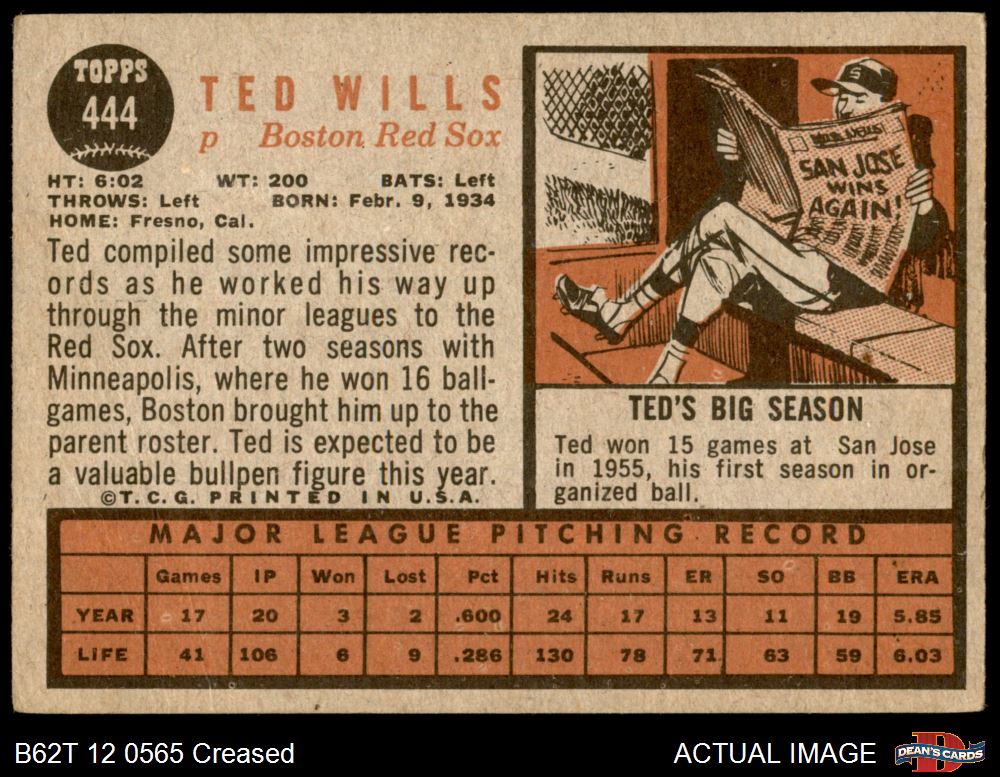 TOPPS
444
TED WILLS
p Boston Red Sox
HT: 6:02 WT: 200 BATS: Left
THROWS: Left BORN: Febr. 9, 1934
HOME: Fresno, Cal.
Ted compiled some impressive rec-
ords as he worked his way up
through the minor leagues to the
Red Sox. After two seasons with
Minneapolis, where he won 16 ball-
games, Boston brought him up to the
parent roster. Ted is expected to be
a valuable bullpen figure this year.
©T.C.G. PRINTED IN U.S.A.
S
SAN JOSE
WINS
AGAIN!
TED'S BIG SEASON
Ted won 15 games at San Jose
in 1955, his first season in or-
ganized ball.
MAJOR LEAGUE PITCHING RECORD
Games IP Won Lost Pct Hits Runs ER SO BB ERA
YEAR 17 20 3 2 .600 24 17 13 11 19 5.85
LIFE 41 106 6 9 .286 130 78 71 63 59 6.03
B62T 12 0565 Creased ACTUAL IMAGE
D
DEAN'S CARDS